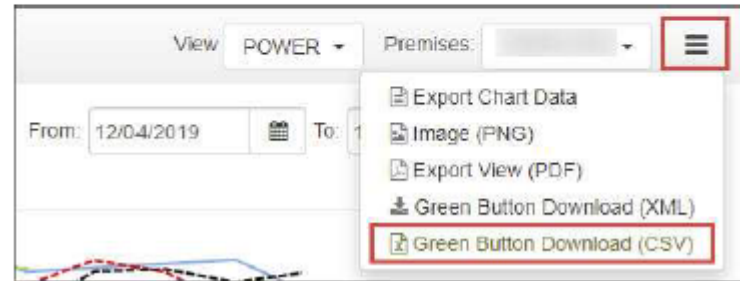 View POWER Premises:
Export Chart Data
From: 12/04/2019 To: 1
Image (PNG)
Export View (PDF)
Green Button Download (XML)
Green Button Download (CSV)